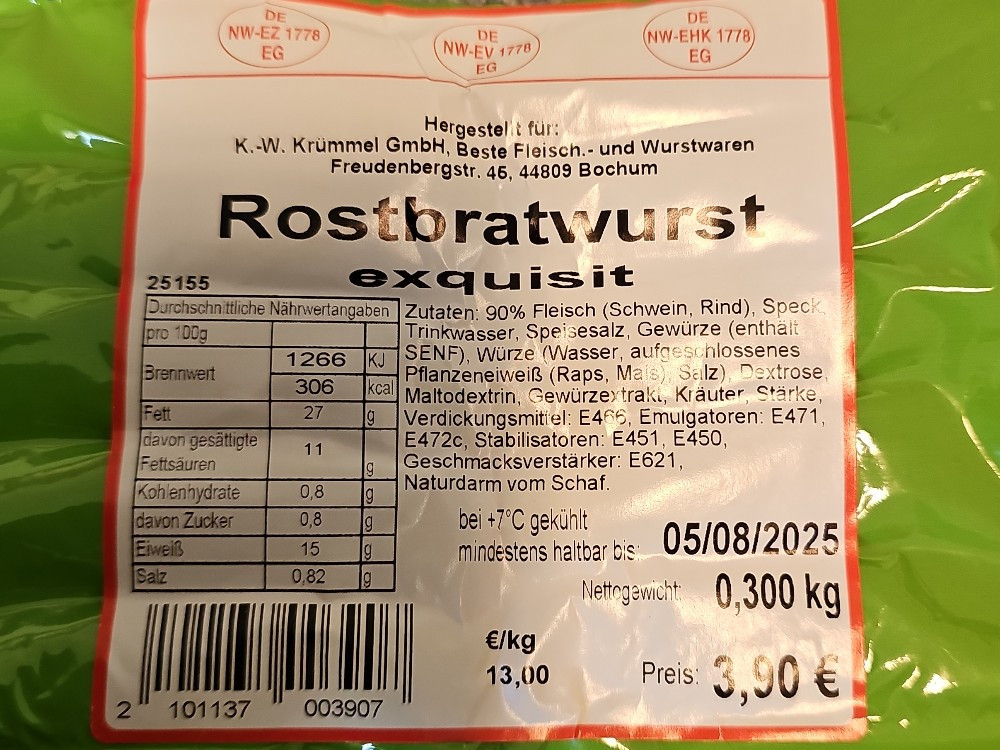 DE
NW-EZ 1778
EG
DE
NW-EV 1778
EG
DE
NW-EHK 1778
EG
Hergestellt für:
K.-W. Krümmel GmbH, Beste Fleisch.- und Wurstwaren
Freudenbergstr. 45, 44809 Bochum
Rostbratwurst
exquisit
25155
Durchschnittliche Nährwertangaben
pro 100g
Brennwert 1266 KJ
306 kcal
Fett 27 g
davon gesättigte
Fettsäuren 11 g
Kohlenhydrate 0,8 g
davon Zucker 0,8 g
Eiweiß 15 g
Salz 0,82 g
Zutaten: 90% Fleisch (Schwein, Rind), Speck,
Trinkwasser, Speisesalz, Gewürze (enthält
SENF), Würze (Wasser, aufgeschlossenes
Pflanzeneiweiß (Raps, Mais), Salz), Dextrose,
Maltodextrin, Gewürzextrakt, Kräuter, Stärke,
Verdickungsmittel: E466, Emulgatoren: E471,
E472c, Stabilisatoren: E451, E450,
Geschmacksverstärker: E621,
Naturdarm vom Schaf.
bei +7°C gekühlt
mindestens haltbar bis: 05/08/2025
Nettogewicht: 0,300 kg
€/kg
13,00
Preis: 3,90 €
2 101137 003907